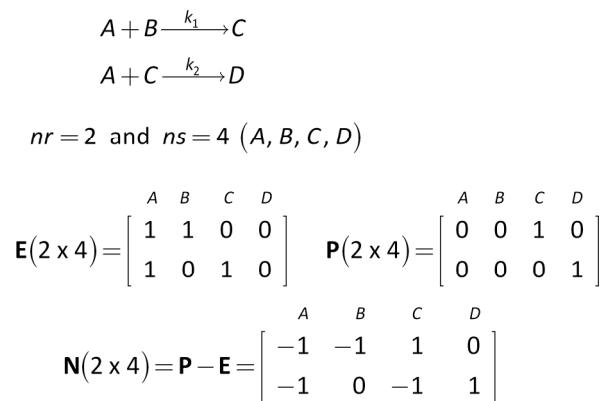 A + B —k₁→ C
A + C —k₂→ D
nr = 2 and ns = 4 (A, B, C, D)
A B C D
E(2 x 4) = [ 1 1 0 0
1 0 1 0 ]
A B C D
P(2 x 4) = [ 0 0 1 0
0 0 0 1 ]
A B C D
N(2 x 4) = P − E = [ −1 −1 1 0
−1 0 −1 1 ]